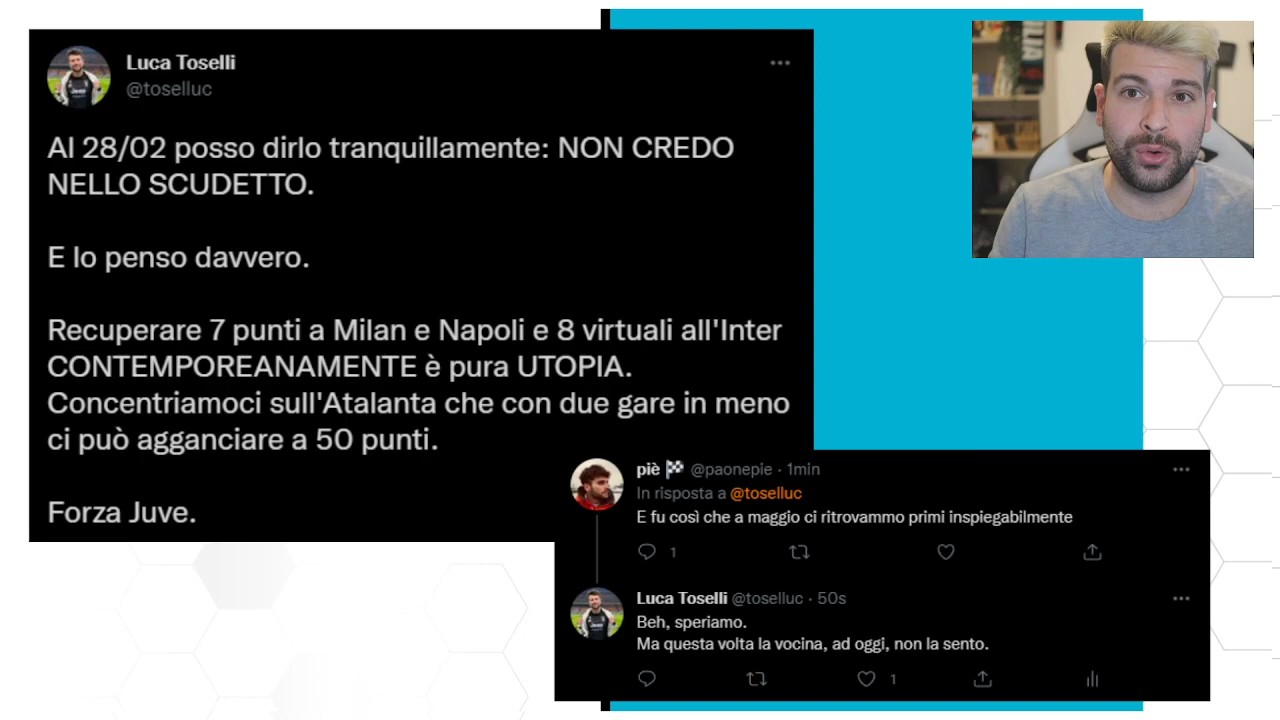 Luca Toselli
@toselluc
Al 28/02 posso dirlo tranquillamente: NON CREDO
NELLO SCUDETTO.
E lo penso davvero.
Recuperare 7 punti a Milan e Napoli e 8 virtuali all'Inter
CONTEMPOREANAMENTE è pura UTOPIA.
Concentriamoci sull'Atalanta che con due gare in meno
ci può agganciare a 50 punti.
Forza Juve.
piè 🏁 @paonepie · 1min
In risposta a @toselluc
E fu così che a maggio ci ritrovammo primi inspiegabilmente
1
Luca Toselli @toselluc · 50s
Beh, speriamo.
Ma questa volta la vocina, ad oggi, non la sento.
1